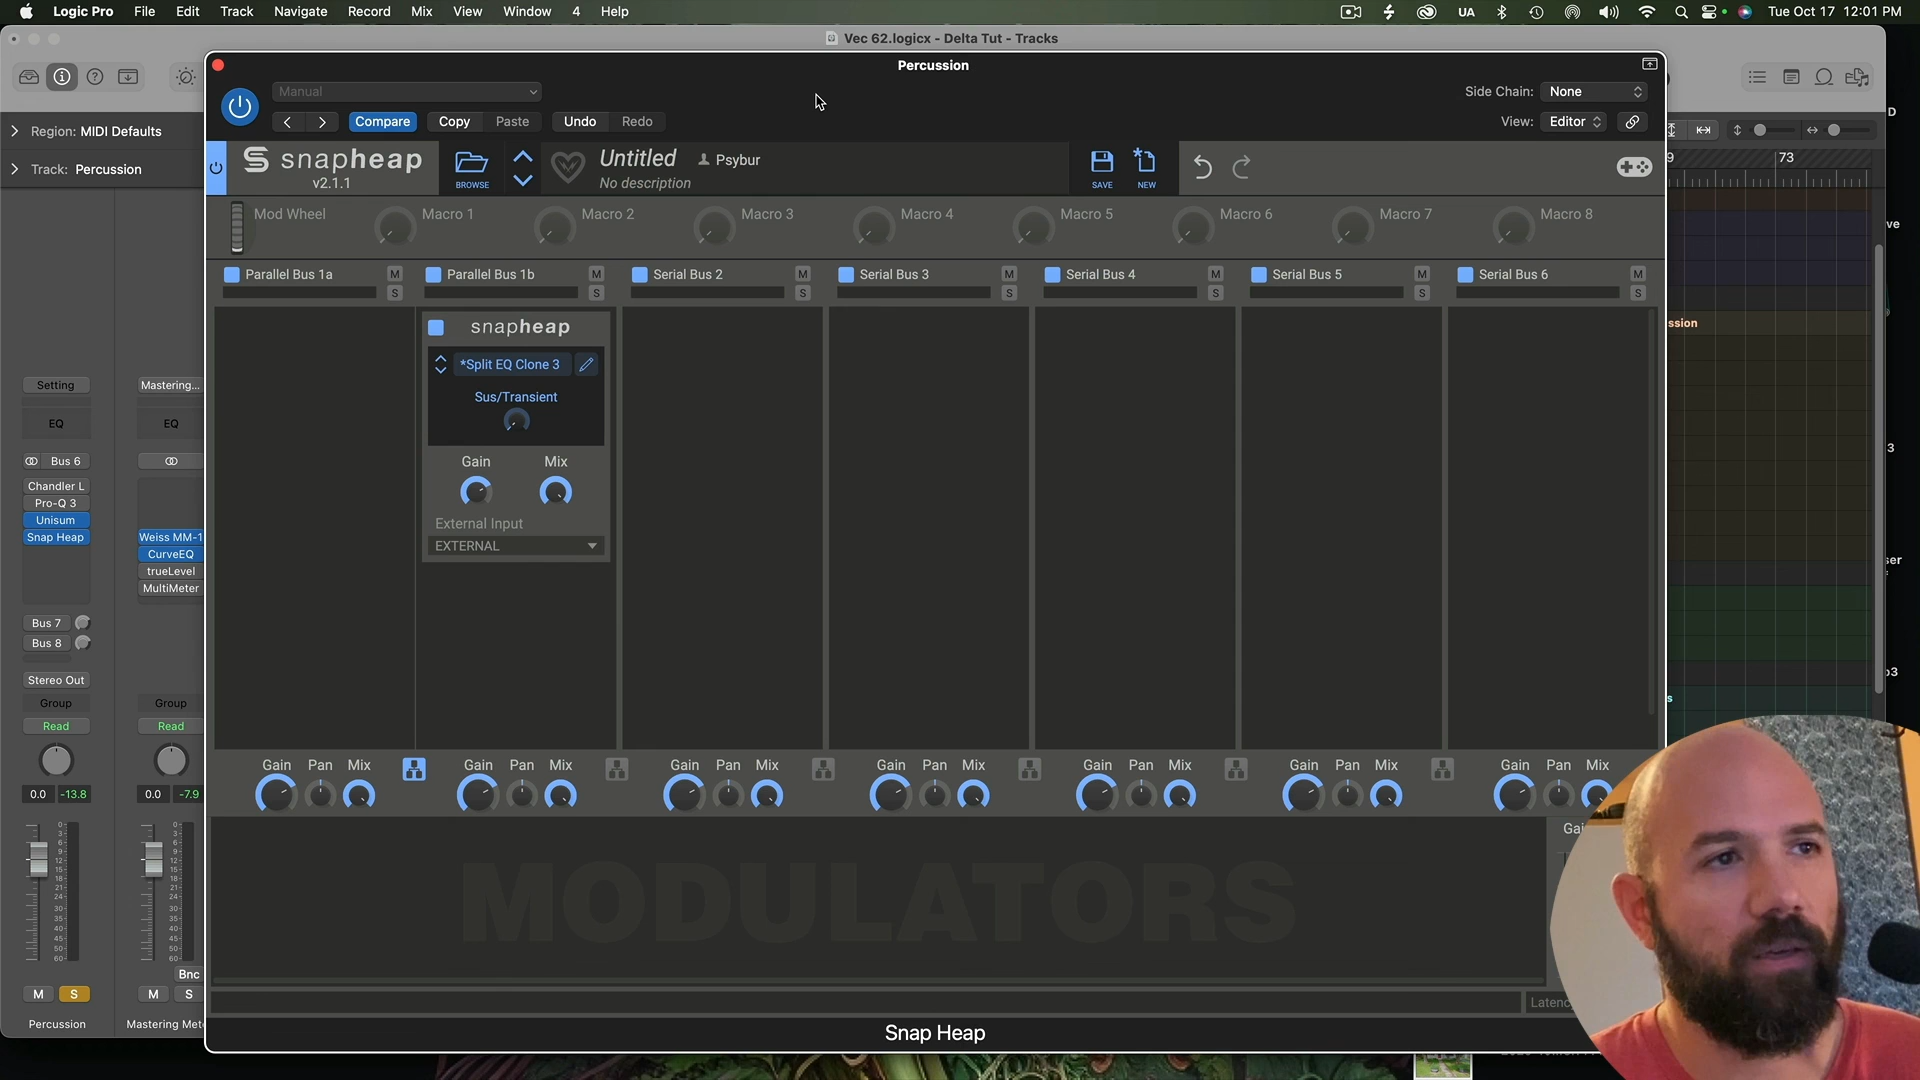 Logic Pro File Edit Track Navigate Record Mix View Window 4 Help
UA Tue Oct 17 12:01 PM
Vec 62.logicx - Delta Tut - Tracks
Percussion
Manual
Side Chain: None
Compare Copy Paste Undo Redo
View: Editor
Region: MIDI Defaults
Track: Percussion
snapheap
v2.1.1
BROWSE
Untitled
Psybur
No description
SAVE
NEW
73
Mod Wheel
Macro 1
Macro 2
Macro 3
Macro 4
Macro 5
Macro 6
Macro 7
Macro 8
Parallel Bus 1a M S
Parallel Bus 1b M S
Serial Bus 2 M S
Serial Bus 3 M S
Serial Bus 4 M S
Serial Bus 5 M S
Serial Bus 6 M S
snapheap
*Split EQ Clone 3
Sus/Transient
Gain Mix
External Input
EXTERNAL
ssion
Setting
Mastering...
EQ
EQ
Bus 6
Chandler L
Pro-Q 3
Unisum
Snap Heap
Weiss MM-1
CurveEQ
trueLevel
MultiMeter
Bus 7
Bus 8
Stereo Out
Group
Group
Read
Read
0.0 -13.8
0.0 -7.9
Gain Pan Mix
Gain Pan Mix
Gain Pan Mix
Gain Pan Mix
Gain Pan Mix
Gain Pan Mix
Gain Pan Mix
MODULATORS
Gai
Bnc
M S
M S
Percussion
Mastering Met
Latenc
Snap Heap